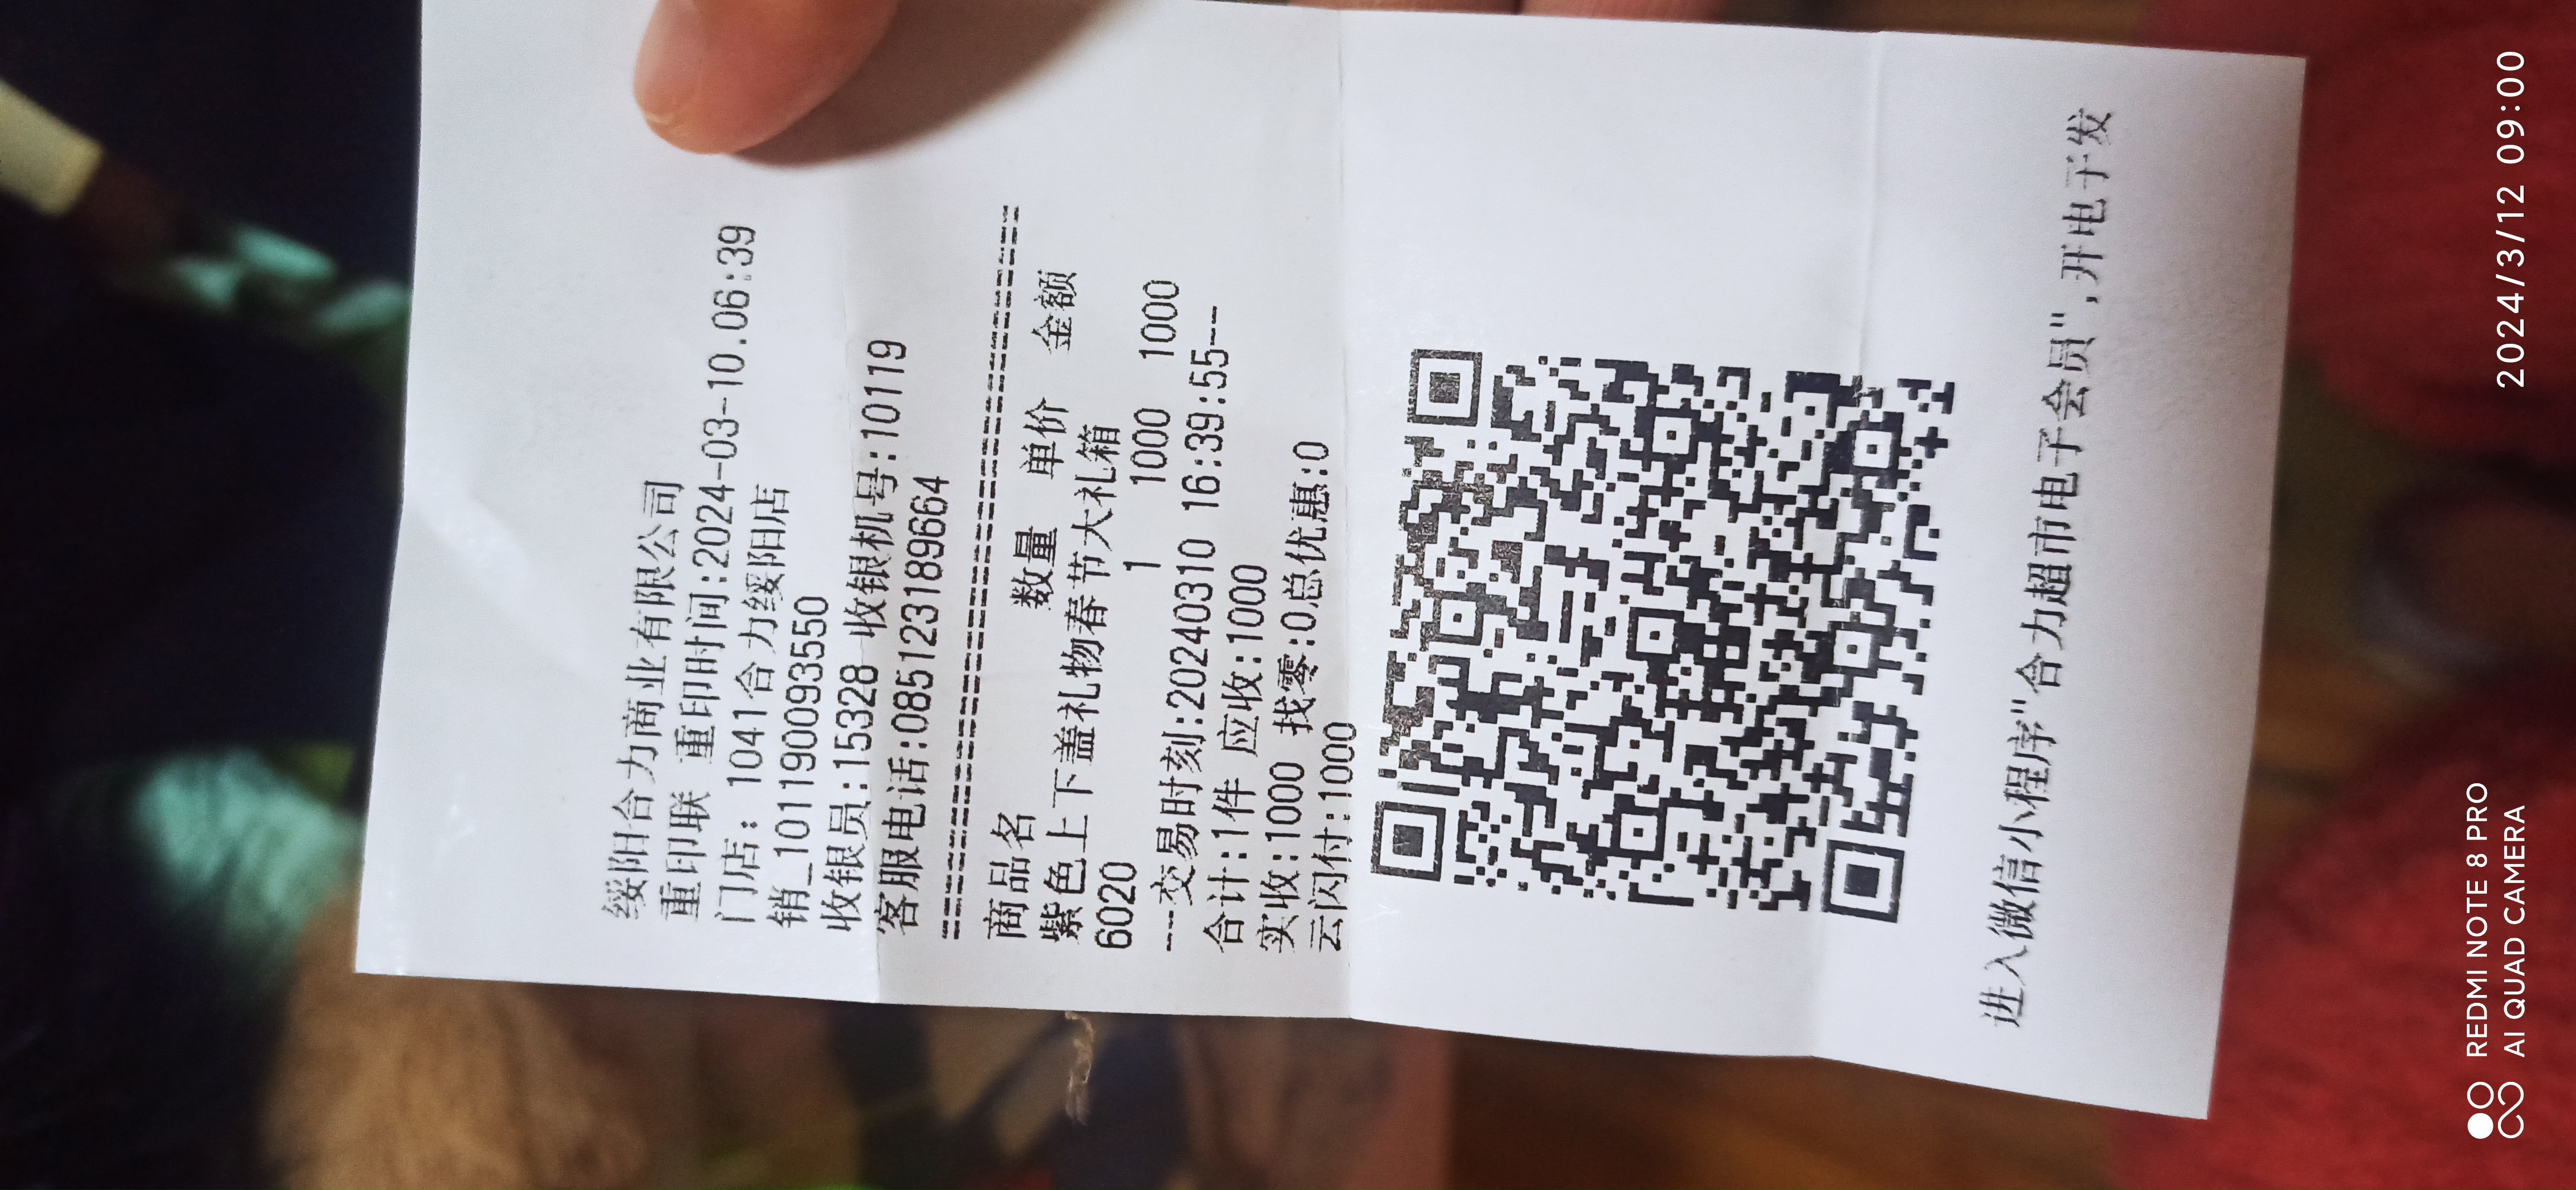 绥阳合力商业有限公司
重印联 重印时间:2024-03-10.06:39
门店: 1041合力绥阳店
销_1011900093550
收银员:15328 收银机号:10119
客服电话:085123189664
商品名 数量 单价 金额
紫色上下盖礼物春节大礼箱
6020 1 1000 1000
---交易时刻:20240310 16:39:55--
合计:1件 应收:1000
实收:1000 找零:0总优惠:0
云闪付:1000
进入微信小程序"合力超市电子会员",开电子发
REDMI NOTE 8 PRO
AI QUAD CAMERA
2024/3/12 09:00